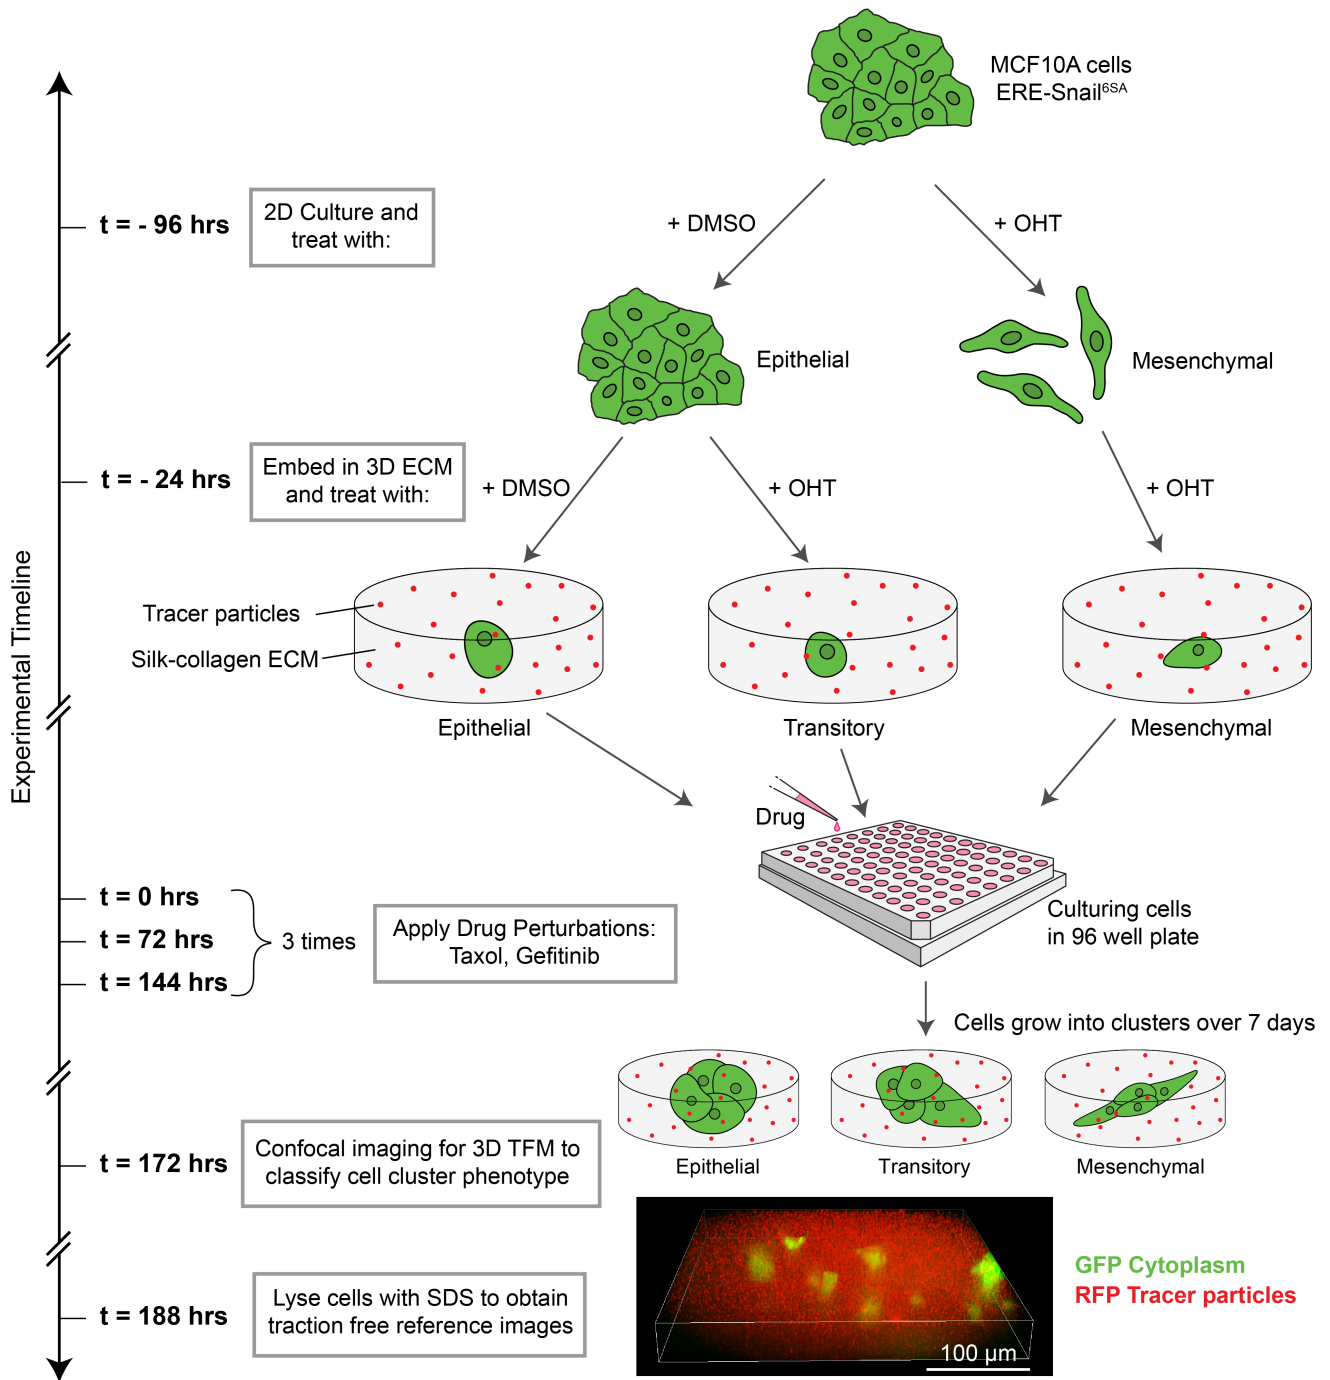 MCF10A cells
ERE-Snail6SA
t = - 96 hrs
2D Culture and
treat with:
+ DMSO
+ OHT
Epithelial
Mesenchymal
t = - 24 hrs
Embed in 3D ECM
and treat with:
+ DMSO
+ OHT
+ OHT
Experimental Timeline
Tracer particles
Silk-collagen ECM
Epithelial
Transitory
Mesenchymal
Drug
Culturing cells
in 96 well plate
t = 0 hrs
t = 72 hrs
t = 144 hrs
3 times
Apply Drug Perturbations:
Taxol, Gefitinib
Cells grow into clusters over 7 days
Epithelial
Transitory
Mesenchymal
t = 172 hrs
Confocal imaging for 3D TFM to
classify cell cluster phenotype
GFP Cytoplasm
RFP Tracer particles
t = 188 hrs
Lyse cells with SDS to obtain
traction free reference images
100 µm